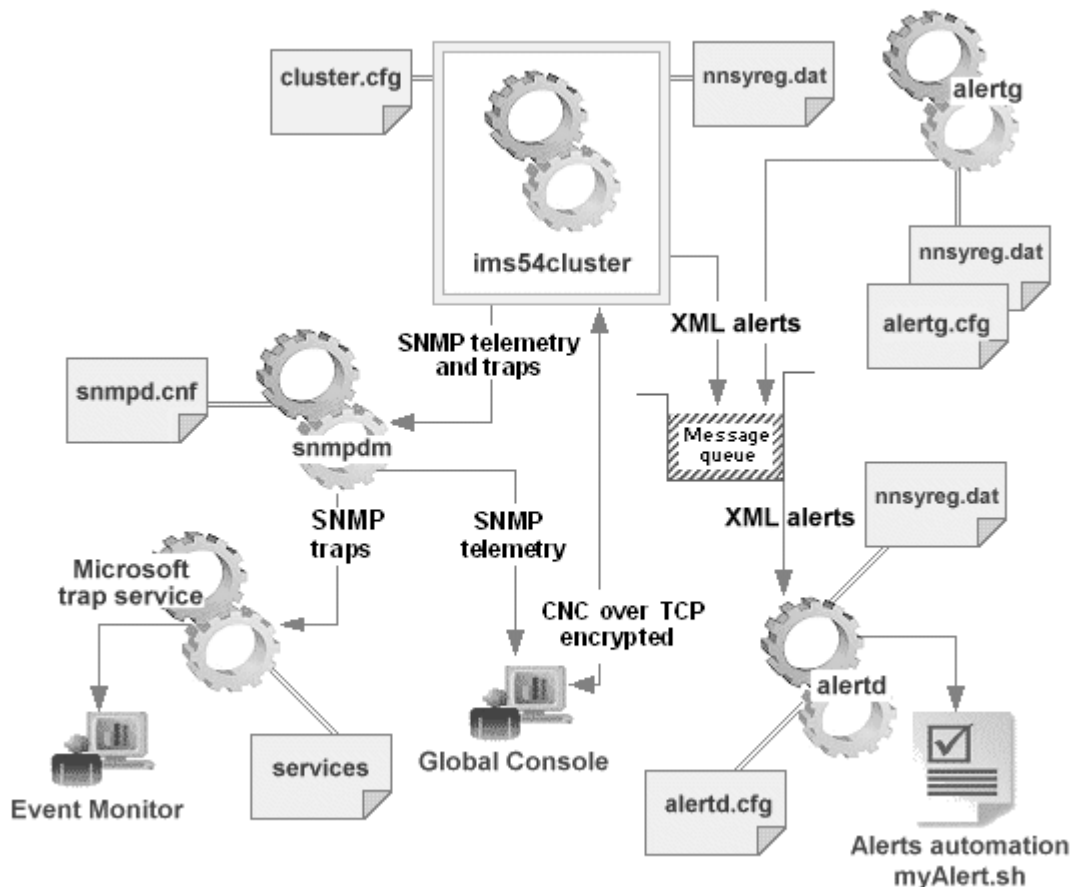 cluster.cfg
nnsyreg.dat
alertg
ims54cluster
nnsyreg.dat
alertg.cfg
SNMP telemetry
and traps
XML alerts
snmpd.cnf
snmpdm
Message
queue
nnsyreg.dat
SNMP
traps
SNMP
telemetry
XML alerts
Microsoft
trap service
CNC over TCP
encrypted
alertd
services
Global Console
Event Monitor
alertd.cfg
Alerts automation
myAlert.sh